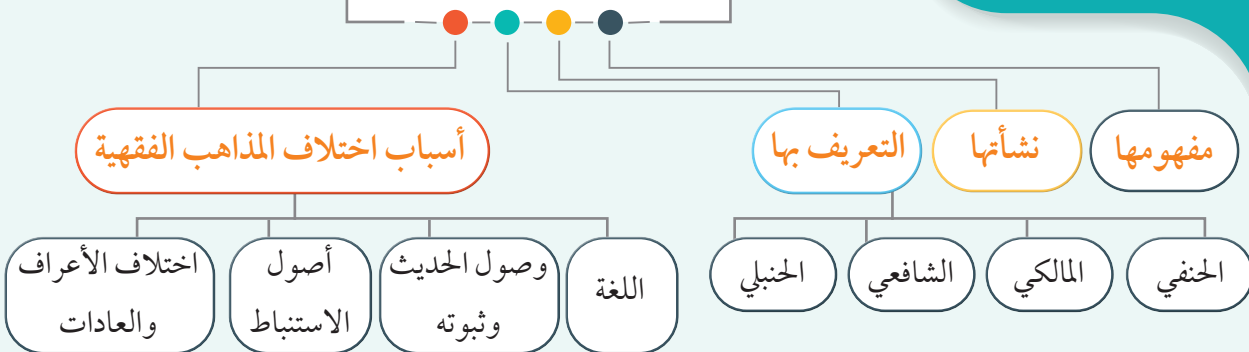 مفهومها
نشأتها
التعريف بها
أسباب اختلاف المذاهب الفقهية
الحنفي
المالكي
الشافعي
الحنبلي
اللغة
وصول الحديث
وثبوته
أصول
الاستنباط
اختلاف الأعراف
والعادات